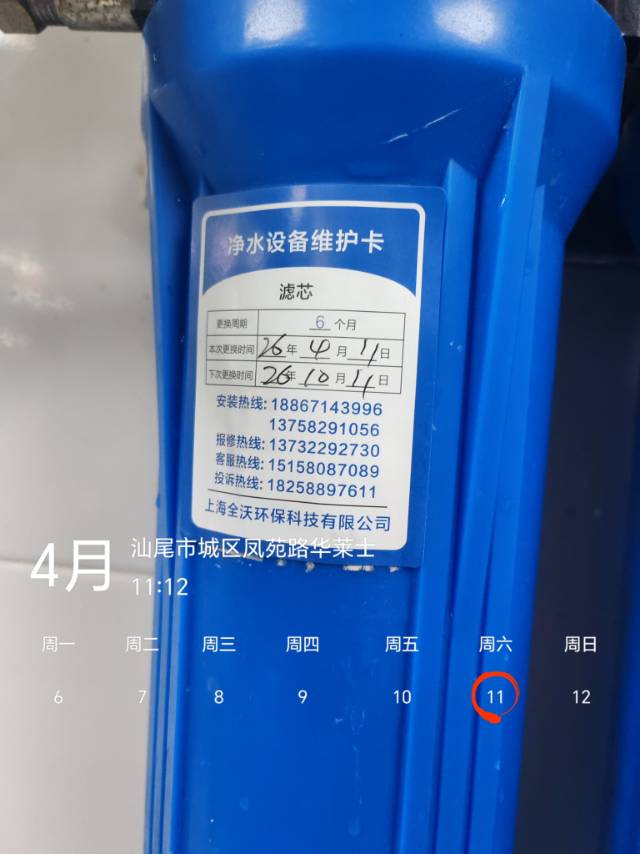 净水设备维护卡
滤芯
更换周期 6 个月
本次更换时间 26 年 4 月 11 日
下次更换时间 26 年 10 月 11 日
安装热线: 18867143996
13758291056
报修热线: 13732292730
客服热线: 15158087089
投诉热线: 18258897611
上海全沃环保科技有限公司
4月 汕尾市城区凤苑路华莱士
11:12
周一 周二 周三 周四 周五 周六 周日
6 7 8 9 10 11 12